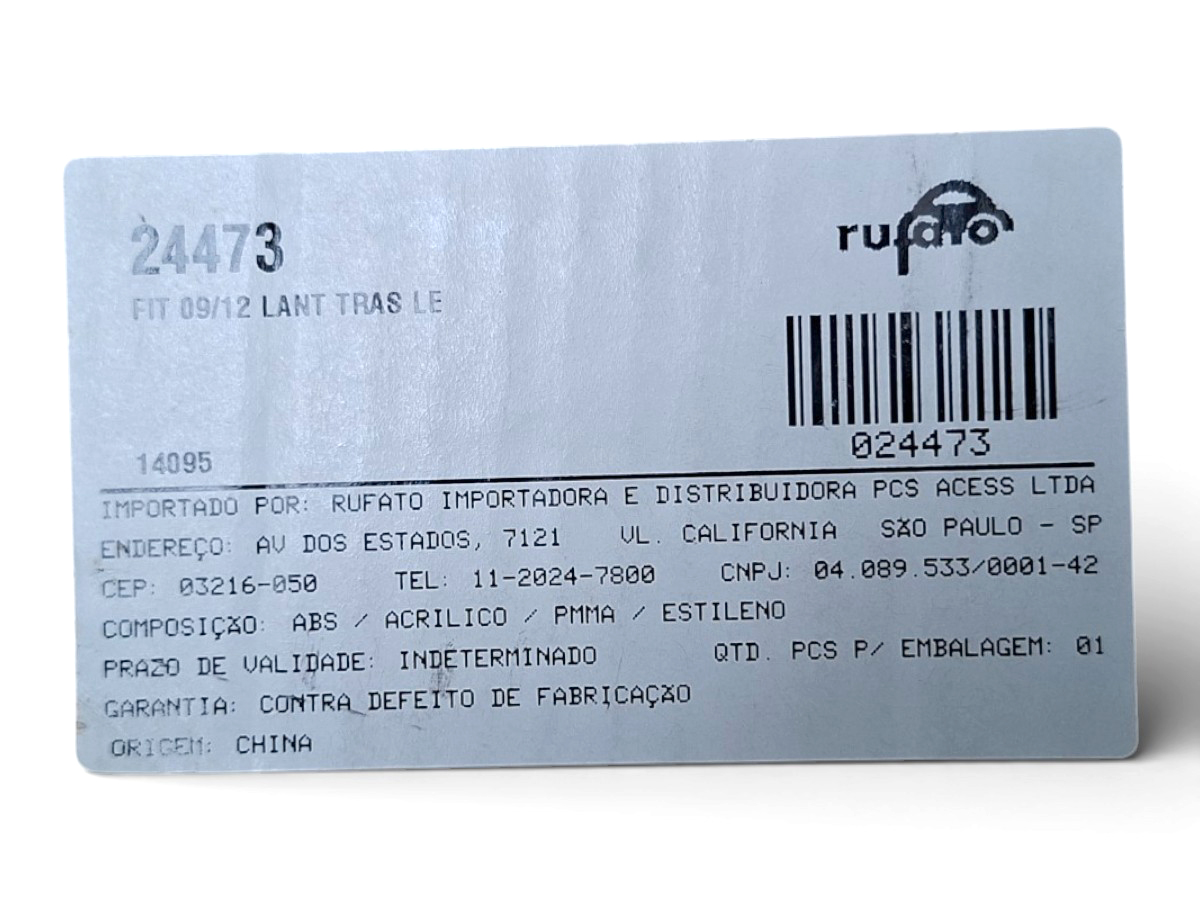 24473
rufato
FIT 09/12 LANT TRAS LE
024473
14095
IMPORTADO POR: RUFATO IMPORTADORA E DISTRIBUIDORA PCS ACESS LTDA
ENDEREÇO: AV DOS ESTADOS, 7121 VL. CALIFORNIA SÃO PAULO - SP
CEP: 03216-050 TEL: 11-2024-7800 CNPJ: 04.089.533/0001-42
COMPOSIÇÃO: ABS / ACRILICO / PMMA / ESTILENO
PRAZO DE VALIDADE: INDETERMINADO QTD. PCS P/ EMBALAGEM: 01
GARANTIA: CONTRA DEFEITO DE FABRICAÇÃO
ORIGEM: CHINA